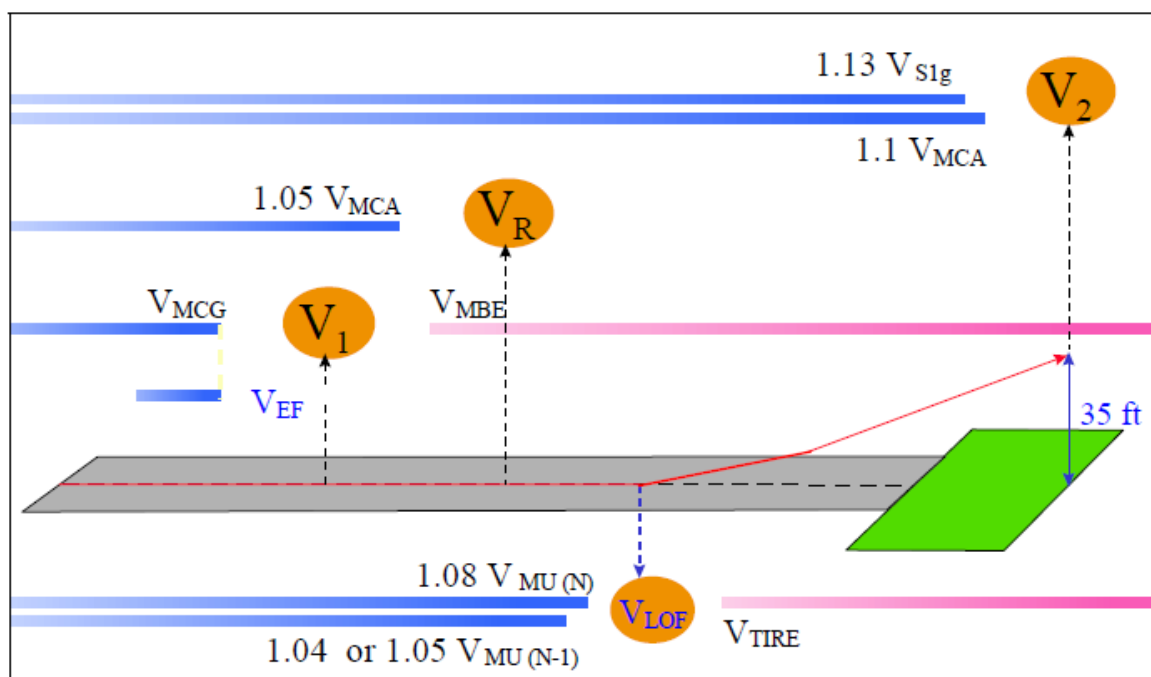 1.13 VS1g
V2
1.1 VMCA
1.05 VMCA
VR
VMCG
V1
VMBE
VEF
35 ft
1.08 VMU (N)
VLOF
VTIRE
1.04 or 1.05 VMU (N-1)